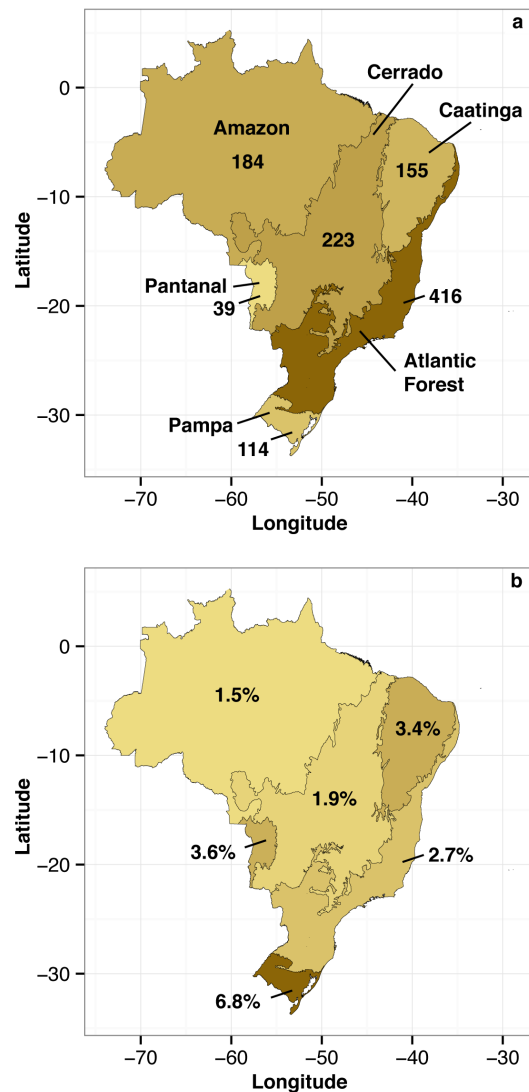 a
Cerrado
0
Caatinga
Amazon
184
155
−10
Latitude
223
Pantanal
−20
39
416
Atlantic
Forest
−30
Pampa
114
−70 −60 −50 −40 −30
Longitude
b
0
1.5%
3.4%
−10
1.9%
Latitude
3.6%
2.7%
−20
−30
6.8%
−70 −60 −50 −40 −30
Longitude